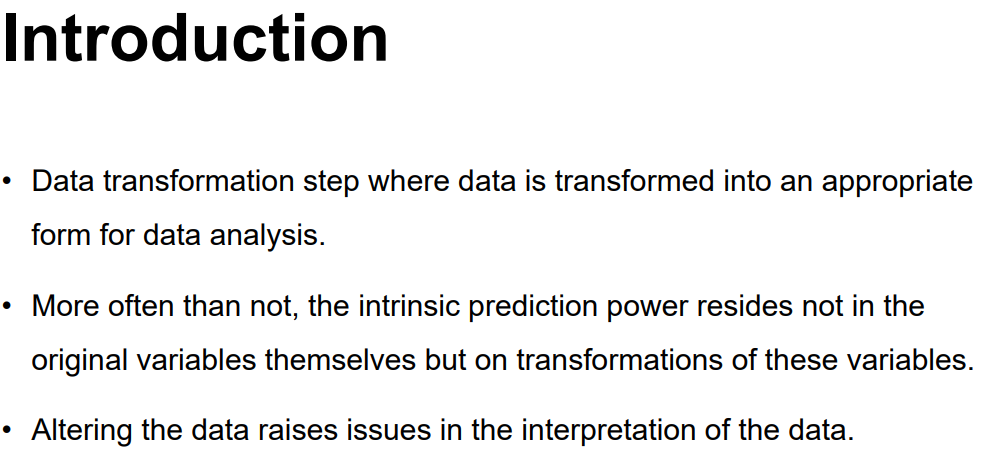 Introduction
• Data transformation step where data is transformed into an appropriate
form for data analysis.
• More often than not, the intrinsic prediction power resides not in the
original variables themselves but on transformations of these variables.
• Altering the data raises issues in the interpretation of the data.